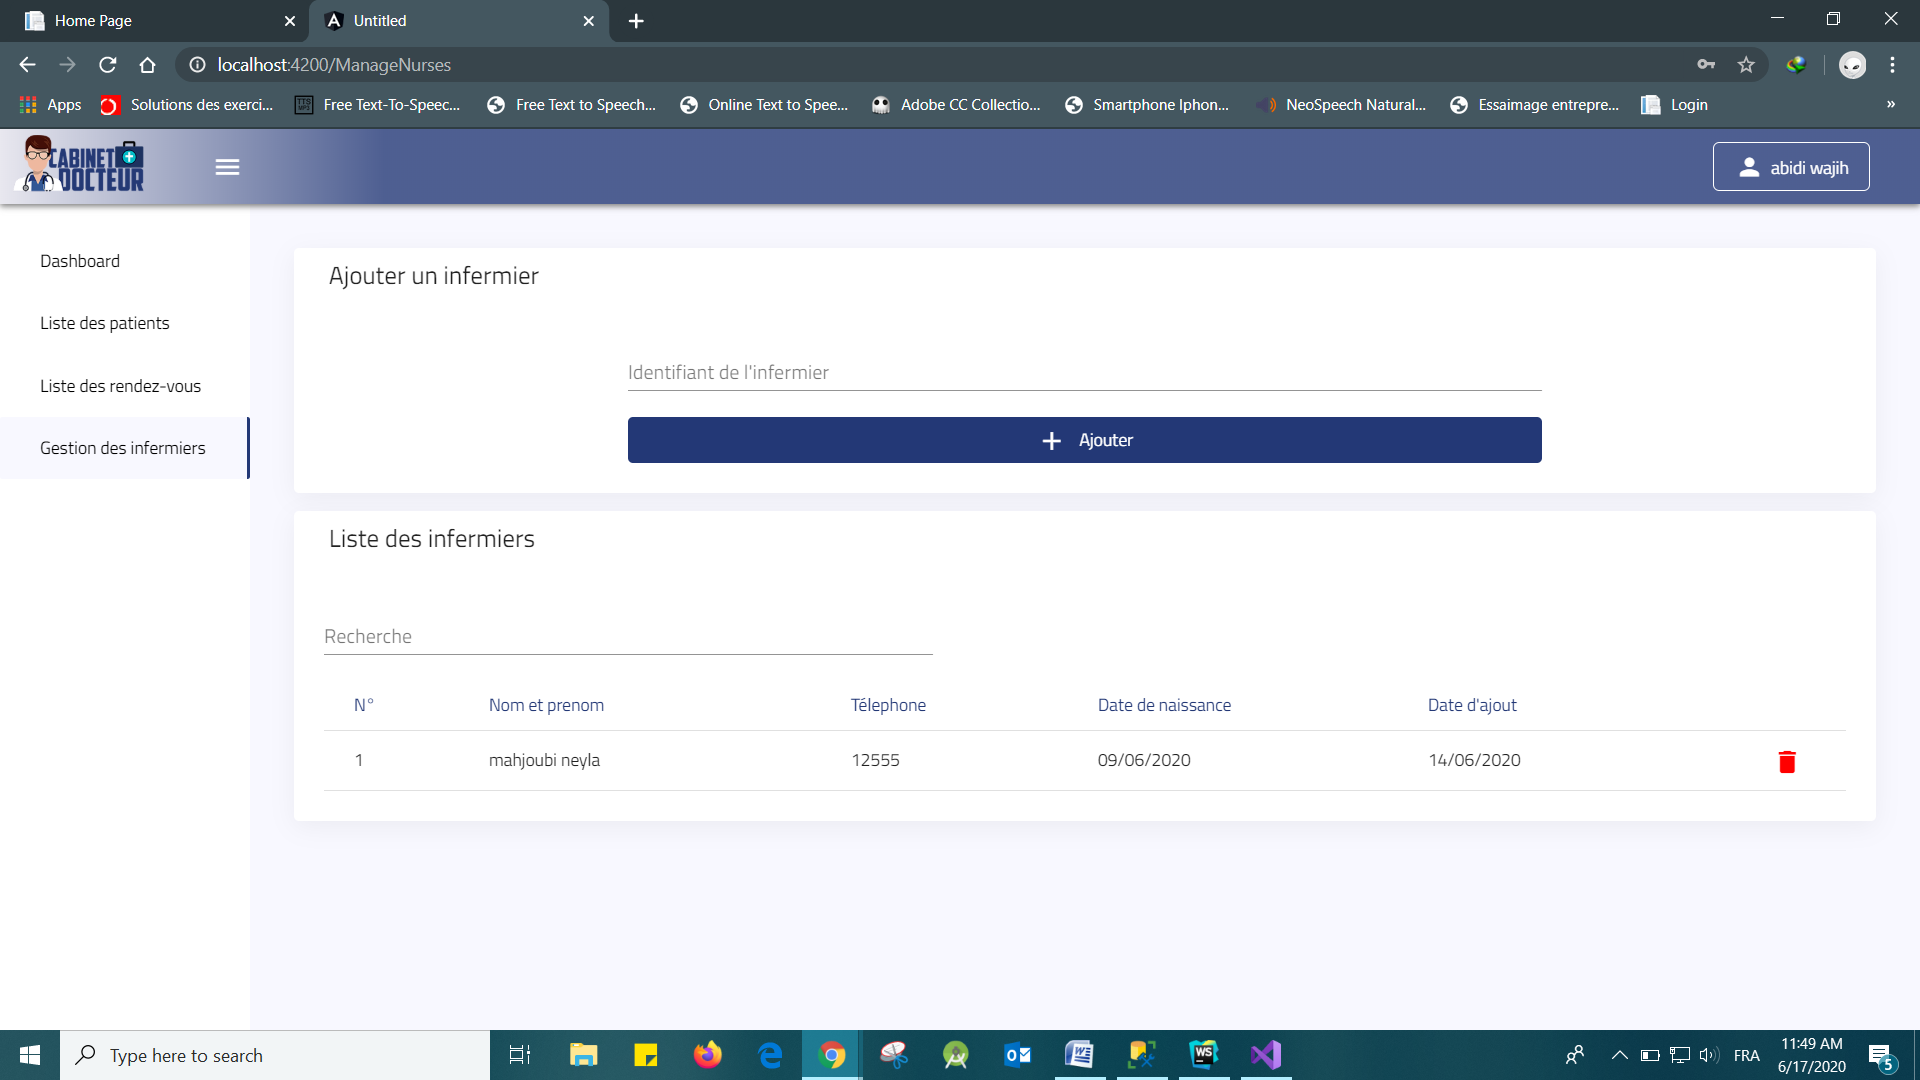 Home Page
Untitled
localhost:4200/ManageNurses
Apps
Solutions des exerci...
TTS MP3
Free Text-To-Speec...
Free Text to Speech...
Online Text to Spee...
Adobe CC Collectio...
Smartphone Iphon...
NeoSpeech Natural...
Essaimage entrepre...
Login
»
CABINET
DOCTEUR
abidi wajih
Dashboard
Liste des patients
Liste des rendez-vous
Gestion des infermiers
Ajouter un infermier
Identifiant de l'infermier
Ajouter
Liste des infermiers
Recherche
N° Nom et prenom Télephone Date de naissance Date d'ajout
1 mahjoubi neyla 12555 09/06/2020 14/06/2020
Type here to search
WS
FRA
11:49 AM
6/17/2020
5